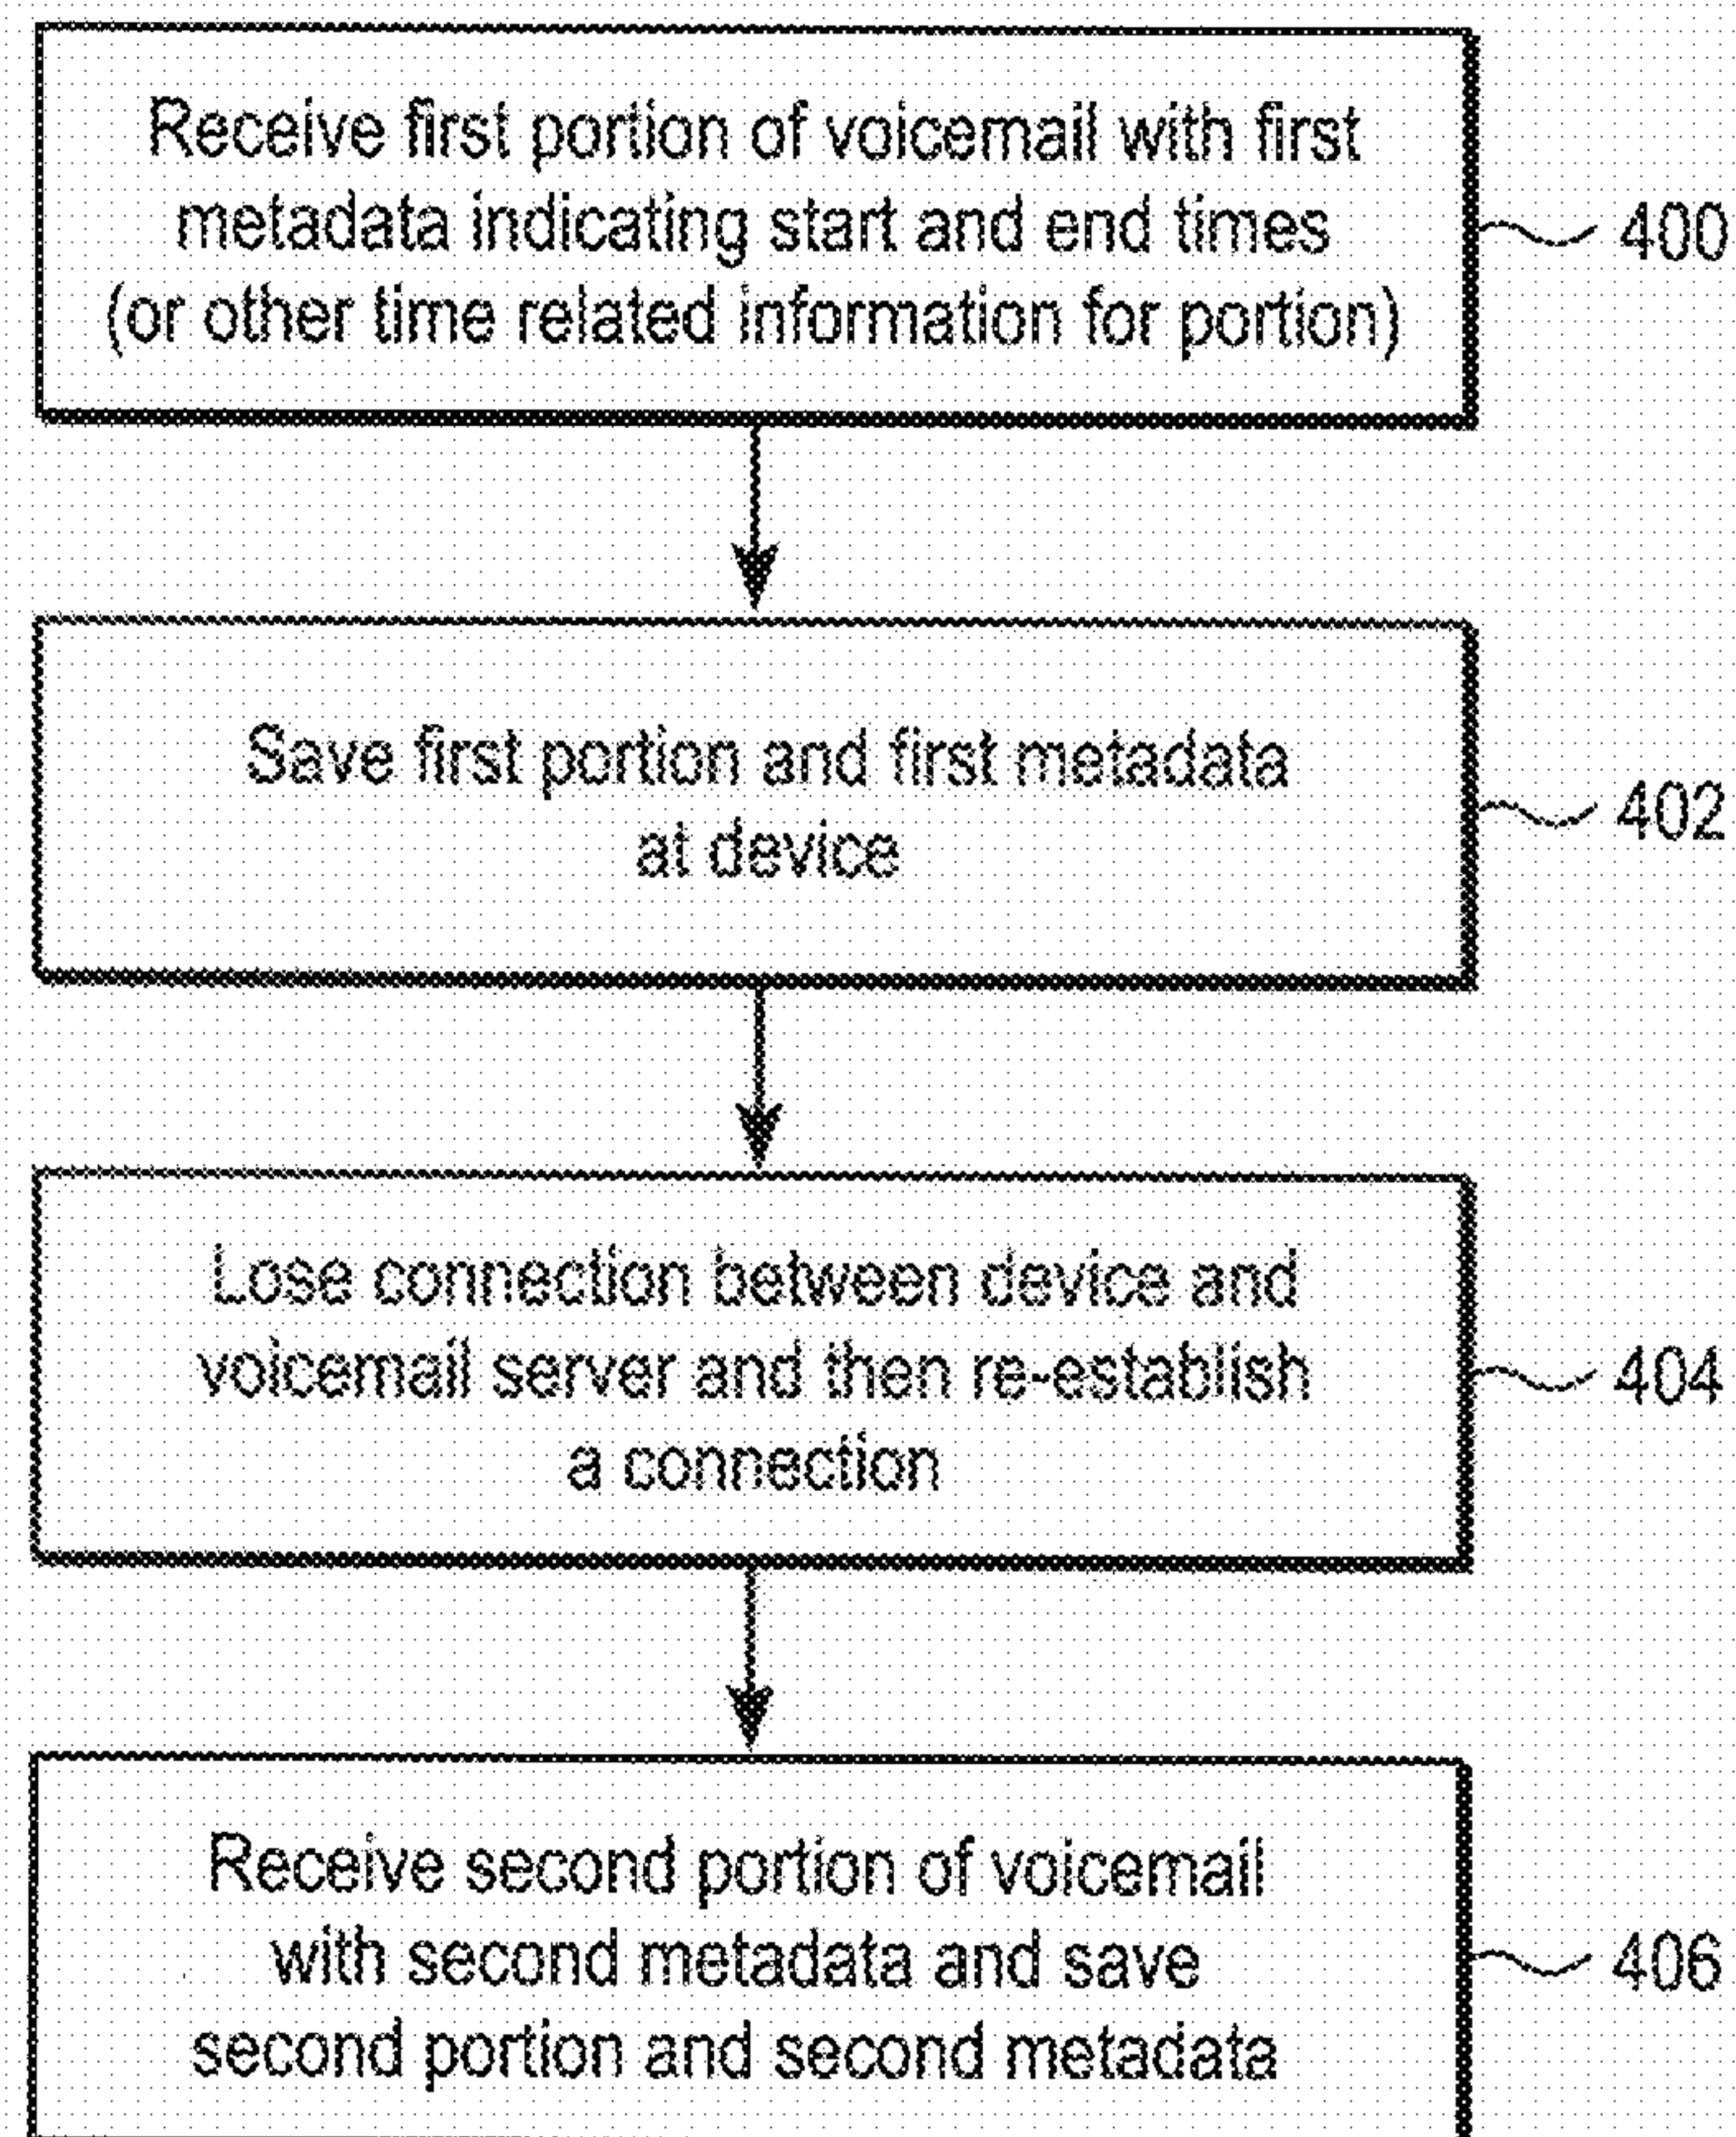 Receive first portion of voicemail with first
metadata indicating start and end times
(or other time related information for portion)
400
Save first portion and first metadata
at device
402
Lose connection between device and
voicemail server and then re-establish
a connection
404
Receive second portion of voicemail
with second metadata and save
second portion and second metadata
406